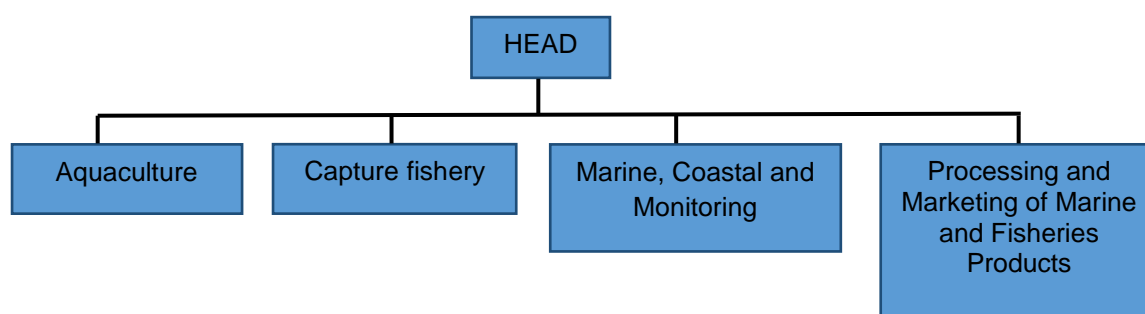 HEAD
Aquaculture
Capture fishery
Marine, Coastal and
Monitoring
Processing and
Marketing of Marine
and Fisheries
Products